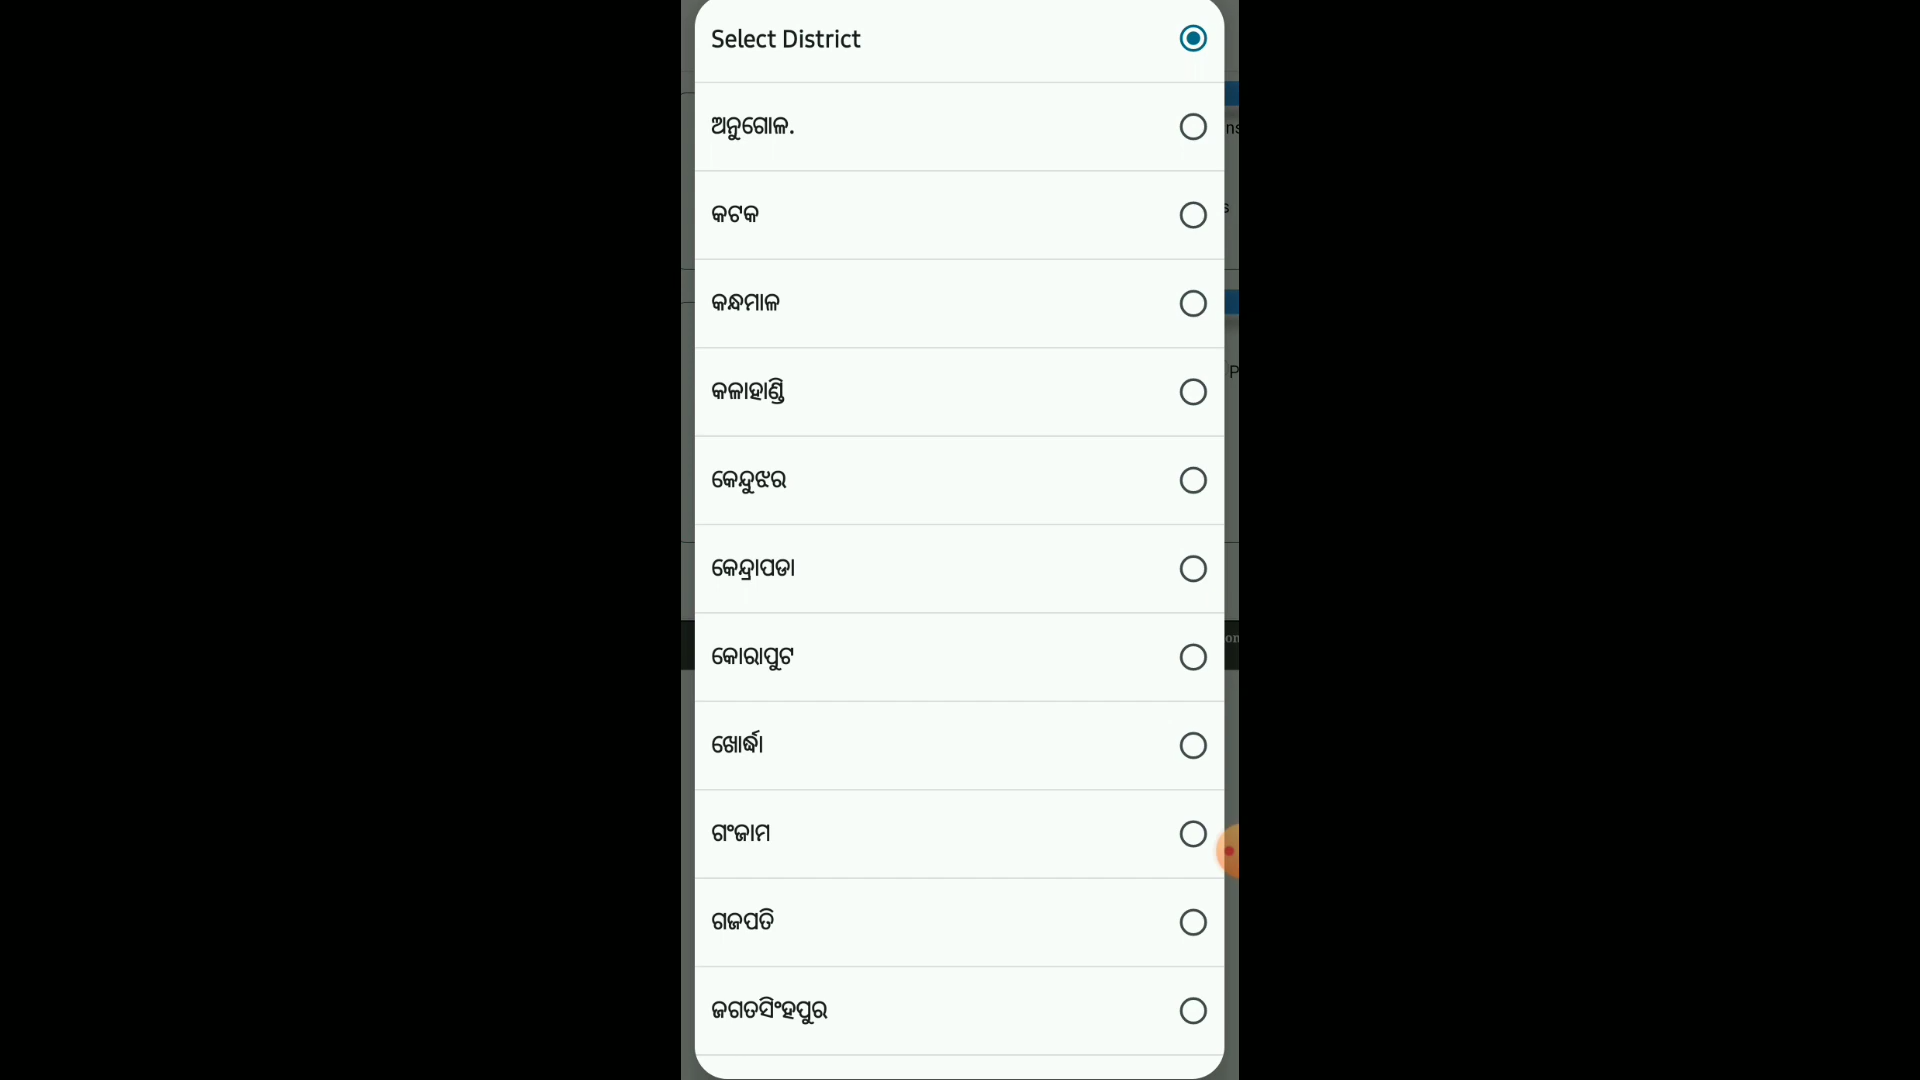 Select District
ଅନୁଗୋଳ.
କଟକ
କନ୍ଧମାଳ
କଳାହାଣ୍ଡି
କେନ୍ଦୁଝର
କେନ୍ଦ୍ରାପଡା
କୋରାପୁଟ
ଖୋର୍ଦ୍ଧା
ଗଂଜାମ
ଗଜପତି
ଜଗତସିଂହପୁର